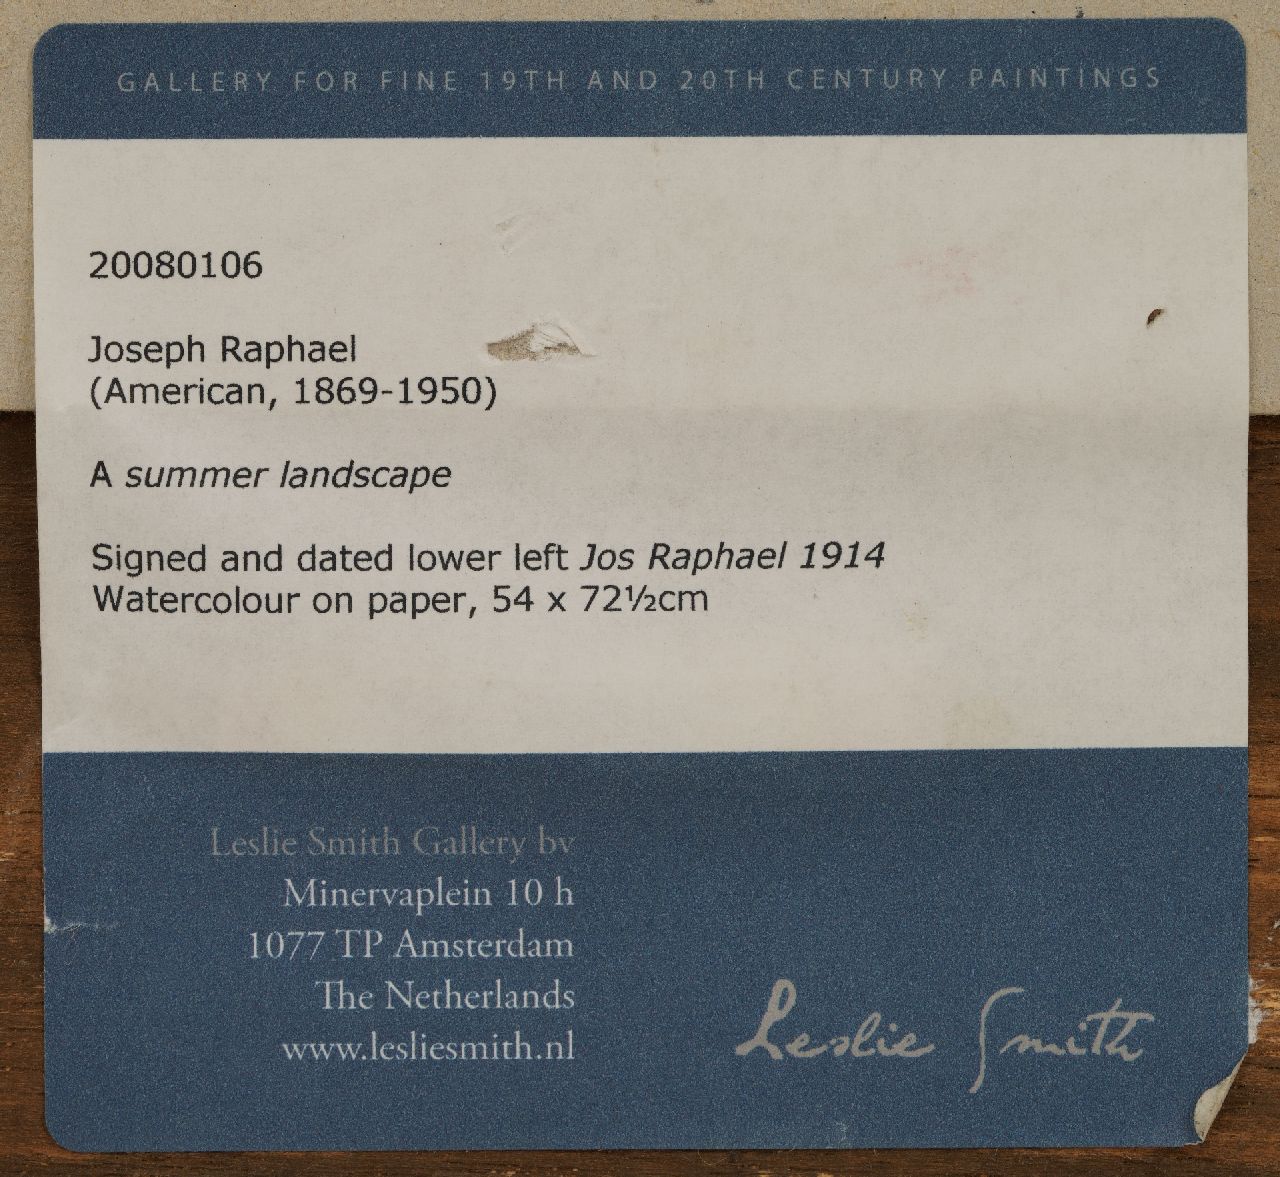 GALLERY FOR FINE 19TH AND 20TH CENTURY PAINTINGS
20080106
Joseph Raphael
(American, 1869-1950)
A summer landscape
Signed and dated lower left Jos Raphael 1914
Watercolour on paper, 54 x 72½cm
Leslie Smith Gallery bv
Minervaplein 10 h
1077 TP Amsterdam
The Netherlands
www.lesliesmith.nl
Leslie Smith